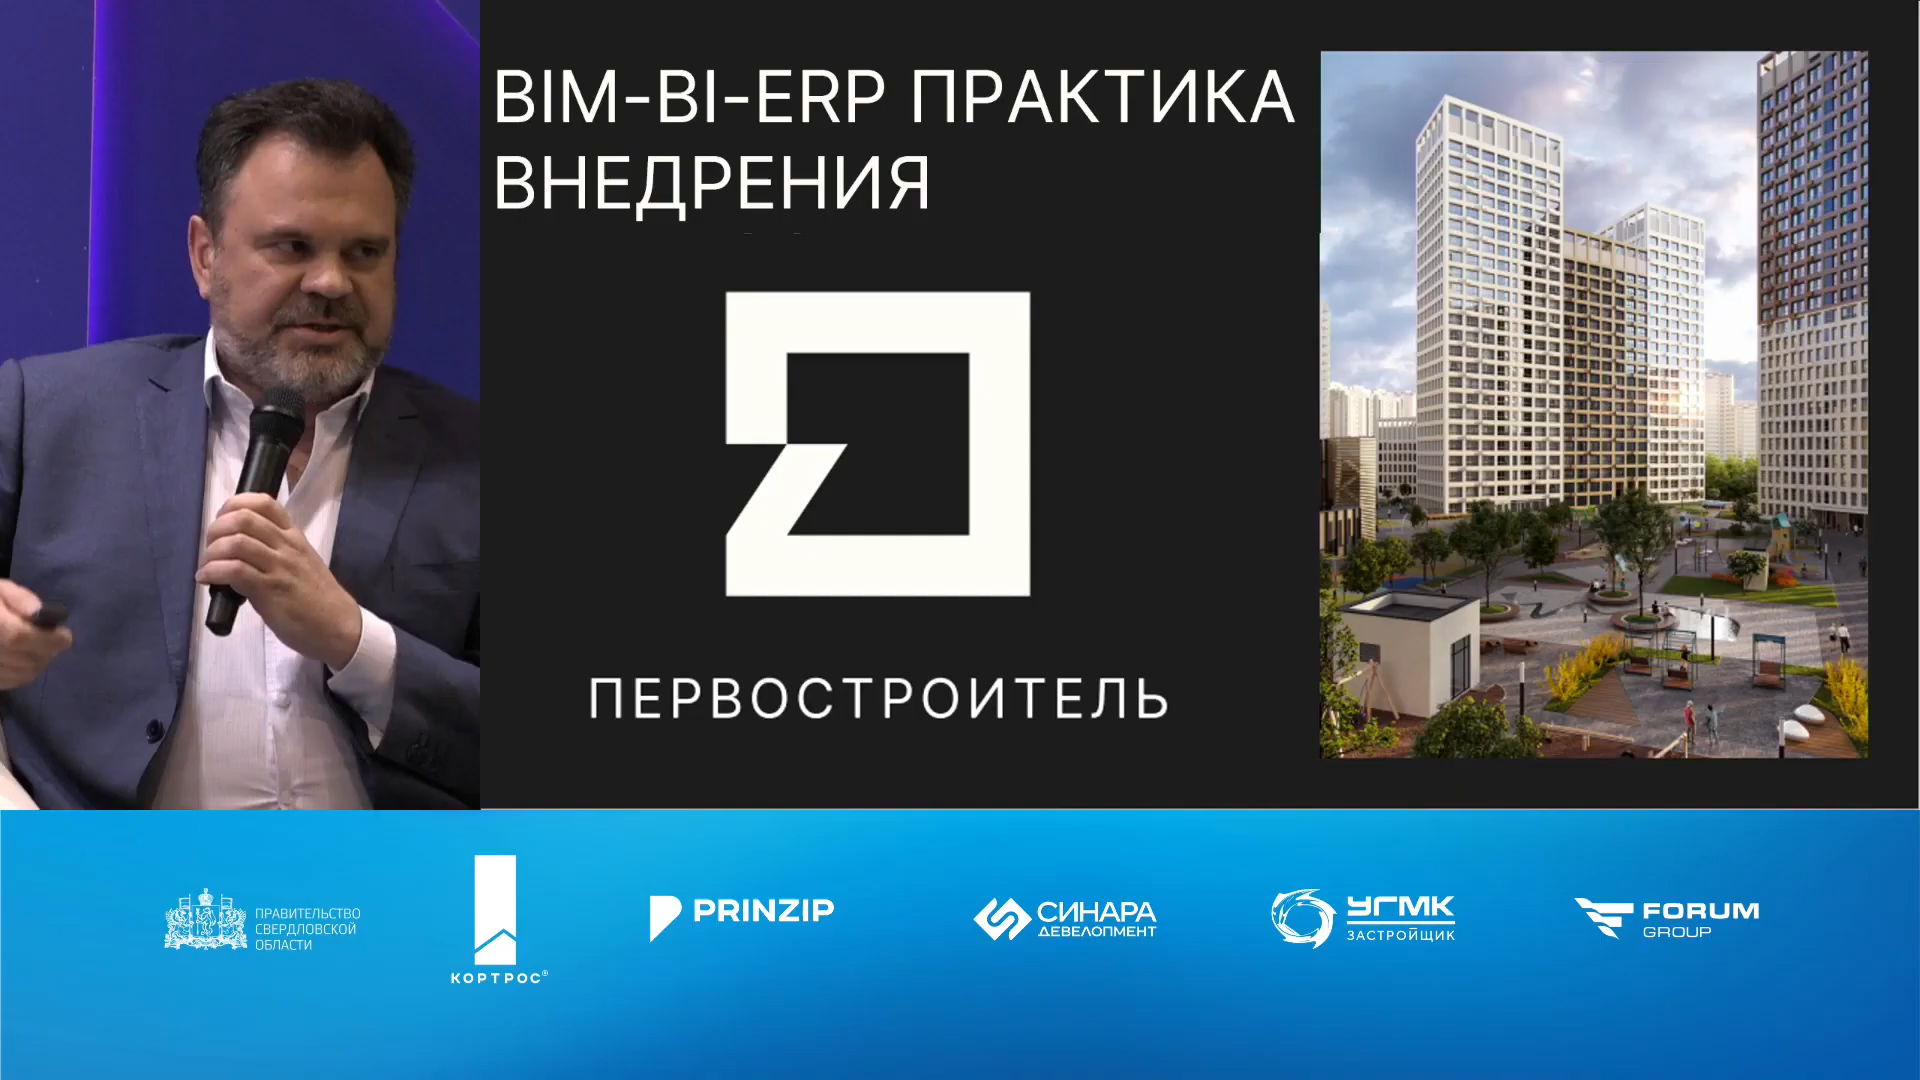 BIM-BI-ERP ПРАКТИКА
ВНЕДРЕНИЯ
ПЕРВОСТРОИТЕЛЬ
ПРАВИТЕЛЬСТВО
СВЕРДЛОВСКОЙ
ОБЛАСТИ
КОРТРОС®
PRINZIP
СИНАРА
ДЕВЕЛОПМЕНТ
УГМК
ЗАСТРОЙЩИК
FORUM
GROUP